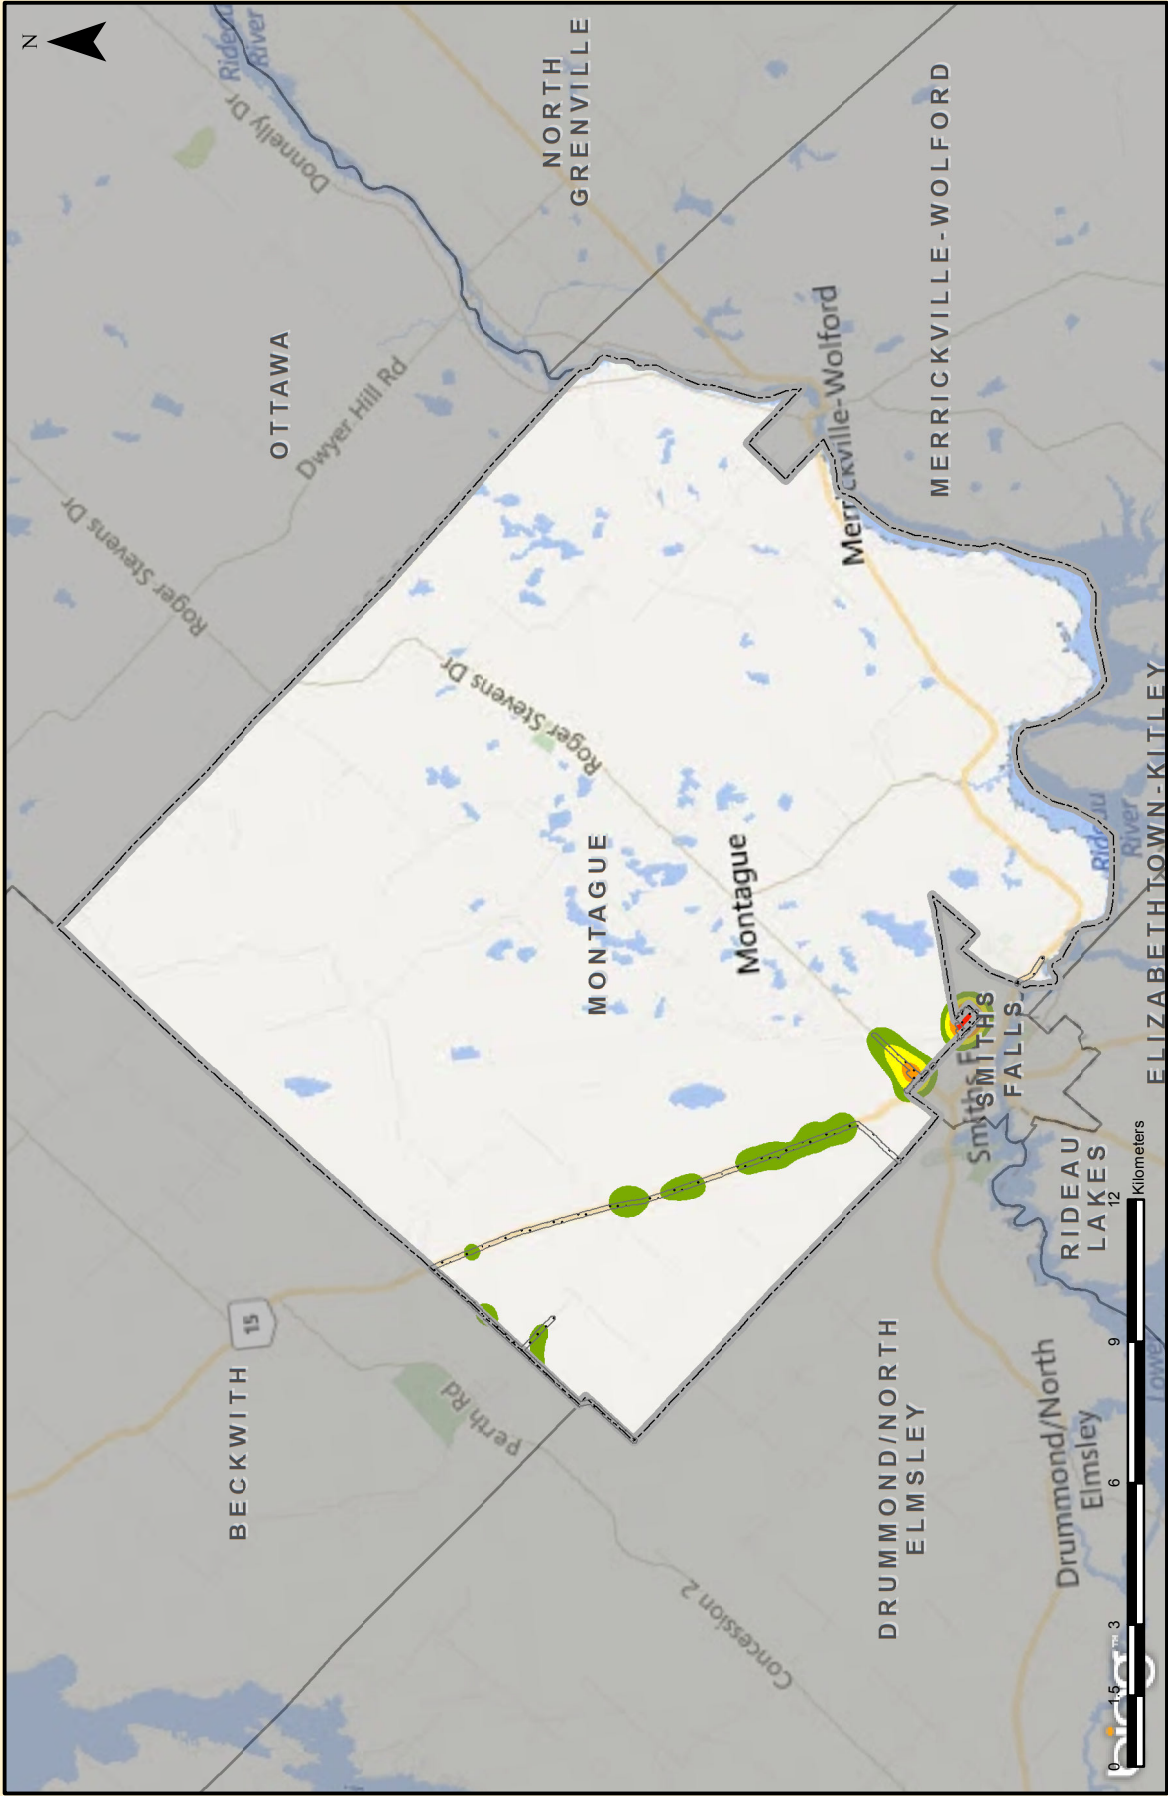 N
Rideau
River
Donnelly Dr
NORTH
GRENVILLE
OTTAWA
Dwyer Hill Rd
Roger Stevens Dr
Roger Stevens Dr
MERRICKVILLE-WOLFORD
Merrickville-Wolford
MONTAGUE
Montague
Rideau
River
ELIZABETHTOWN-KITLEY
SMITHS
FALLS
Smiths F
RIDEAU
LAKES
BECKWITH
15
Perth Rd
Concession 2
DRUMMOND/NORTH
ELMSLEY
Drummond/North
Elmsley
Lower
0 1.5 3 6 9 12
Kilometers
bing™